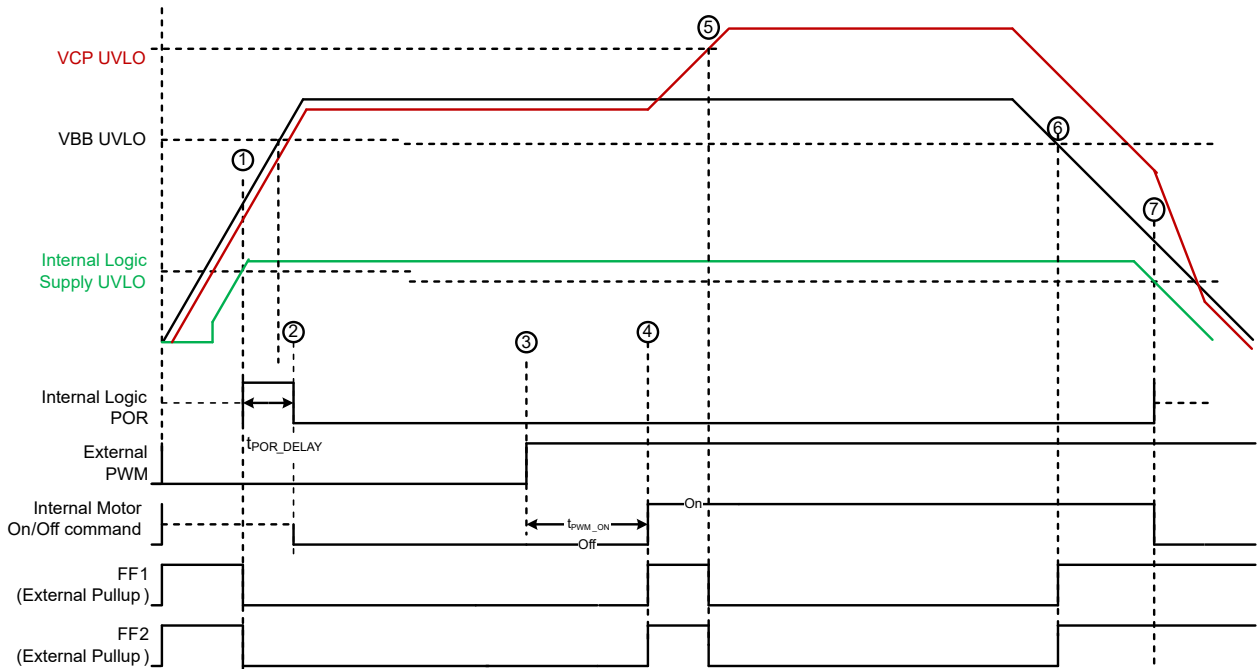 ⑤
VCP UVLO
VBB UVLO
⑥
①
⑦
Internal Logic
Supply UVLO
②
③
④
Internal Logic
POR
tPOR_DELAY
External
PWM
Internal Motor
On/Off command
On
tPWM_ON
Off
FF1
(External Pullup )
FF2
(External Pullup )